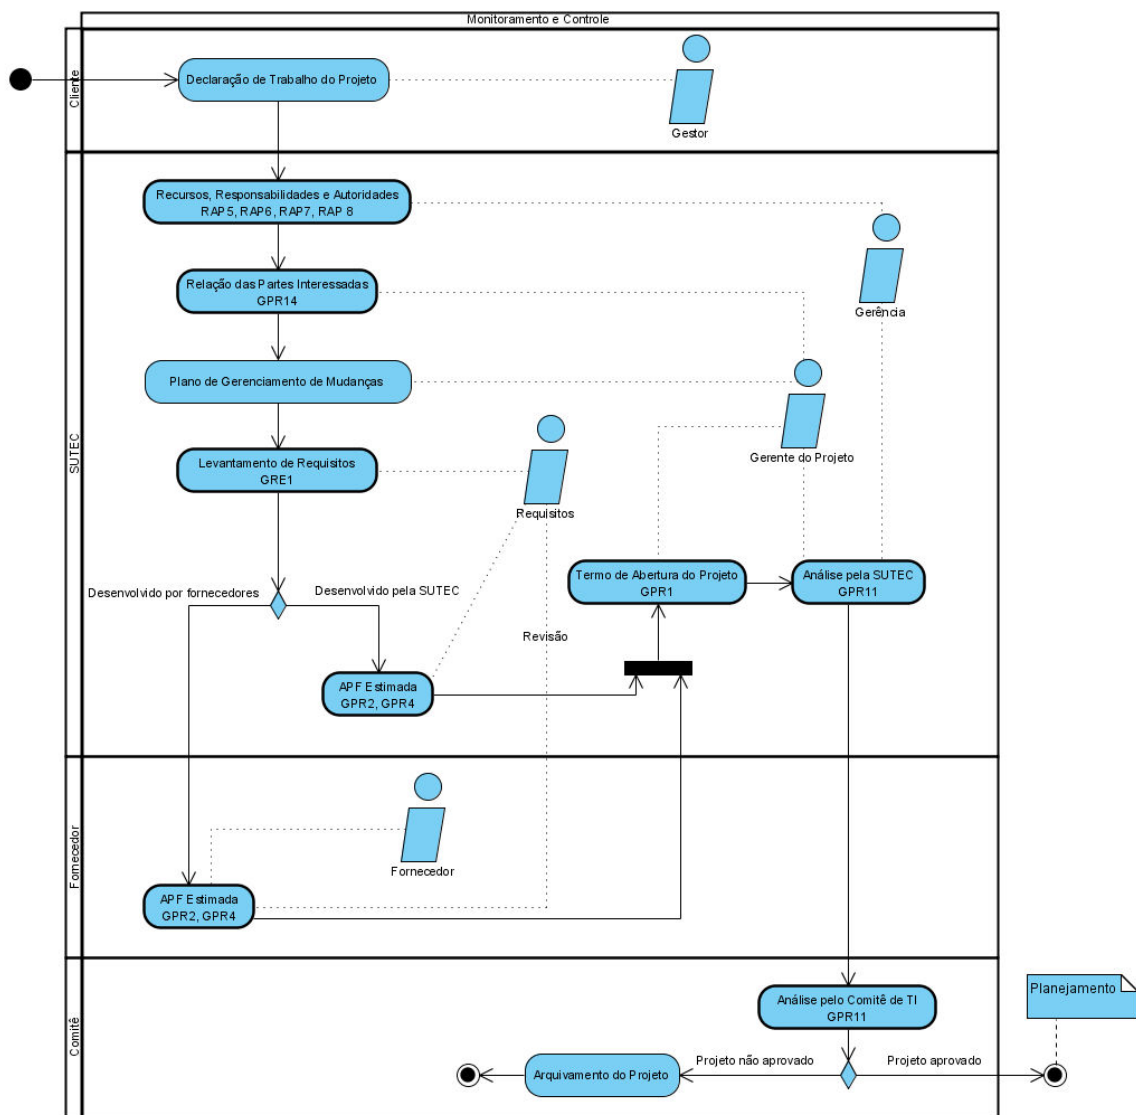 Monitoramento e Controle
Cliente
Declaração de Trabalho do Projeto
Gestor
SUTEC
Recursos, Responsabilidades e Autoridades
RAP5, RAP6, RAP7, RAP 8
Relação das Partes Interessadas
GPR14
Gerência
Plano de Gerenciamento de Mudanças
Gerente do Projeto
Levantamento de Requisitos
GRE1
Requisitos
Desenvolvido por fornecedores
Desenvolvido pela SUTEC
Termo de Abertura do Projeto
GPR1
Análise pela SUTEC
GPR11
Revisão
APF Estimada
GPR2, GPR4
Fornecedor
Fornecedor
APF Estimada
GPR2, GPR4
Comitê
Análise pelo Comitê de TI
GPR11
Planejamento
Projeto não aprovado
Projeto aprovado
Arquivamento do Projeto